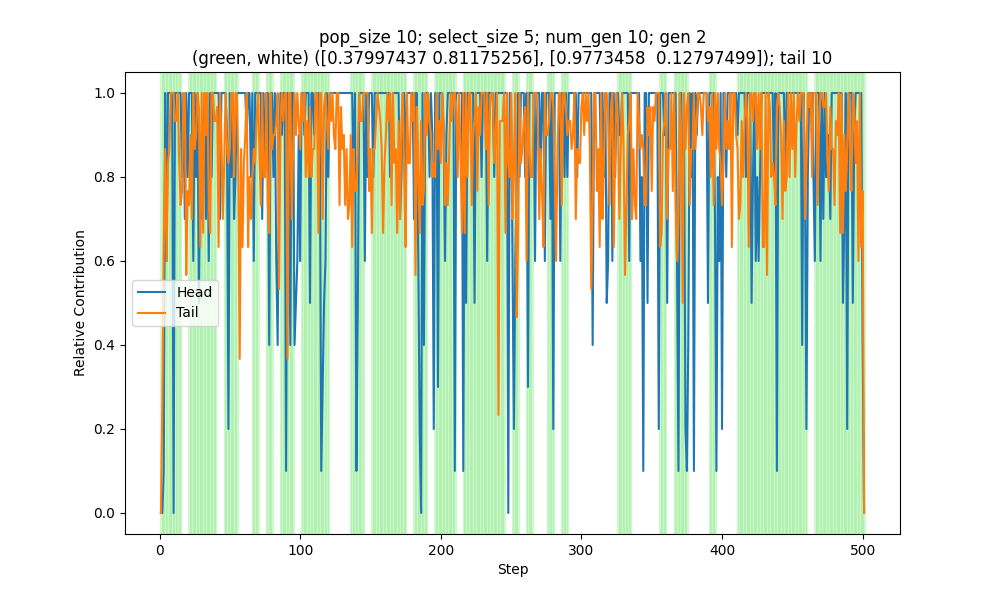 pop_size 10; select_size 5; num_gen 10; gen 2
(green, white) ([0.37997437 0.81175256], [0.9773458  0.12797499]); tail 10
1.0
0.8
0.6
0.4
0.2
0.0
Relative Contribution
Head
Tail
0
100
200
300
400
500
Step